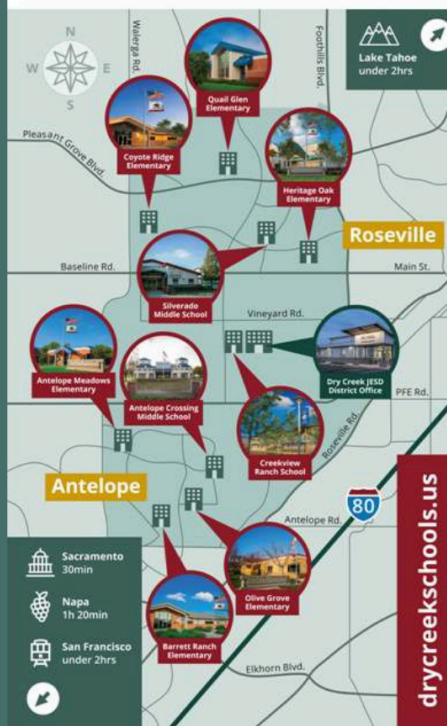 N
W
E
S
Walerga Rd.
Foothills Blvd.
Lake Tahoe
under 2hrs
Quail Glen
Elementary
Coyote Ridge
Elementary
Pleasant Grove Blvd.
Heritage Oak
Elementary
Roseville
Baseline Rd.
Main St.
Silverado
Middle School
Vineyard Rd.
Antelope Meadows
Elementary
Antelope Crossing
Middle School
Dry Creek JESD
District Office
PFE Rd.
Creekview
Ranch School
Roseville Rd.
Antelope
80
Antelope Rd.
Sacramento
30min
Napa
1h 20min
San Francisco
under 2hrs
Olive Grove
Elementary
Barrett Ranch
Elementary
Elkhorn Blvd.
drycreekschools.us